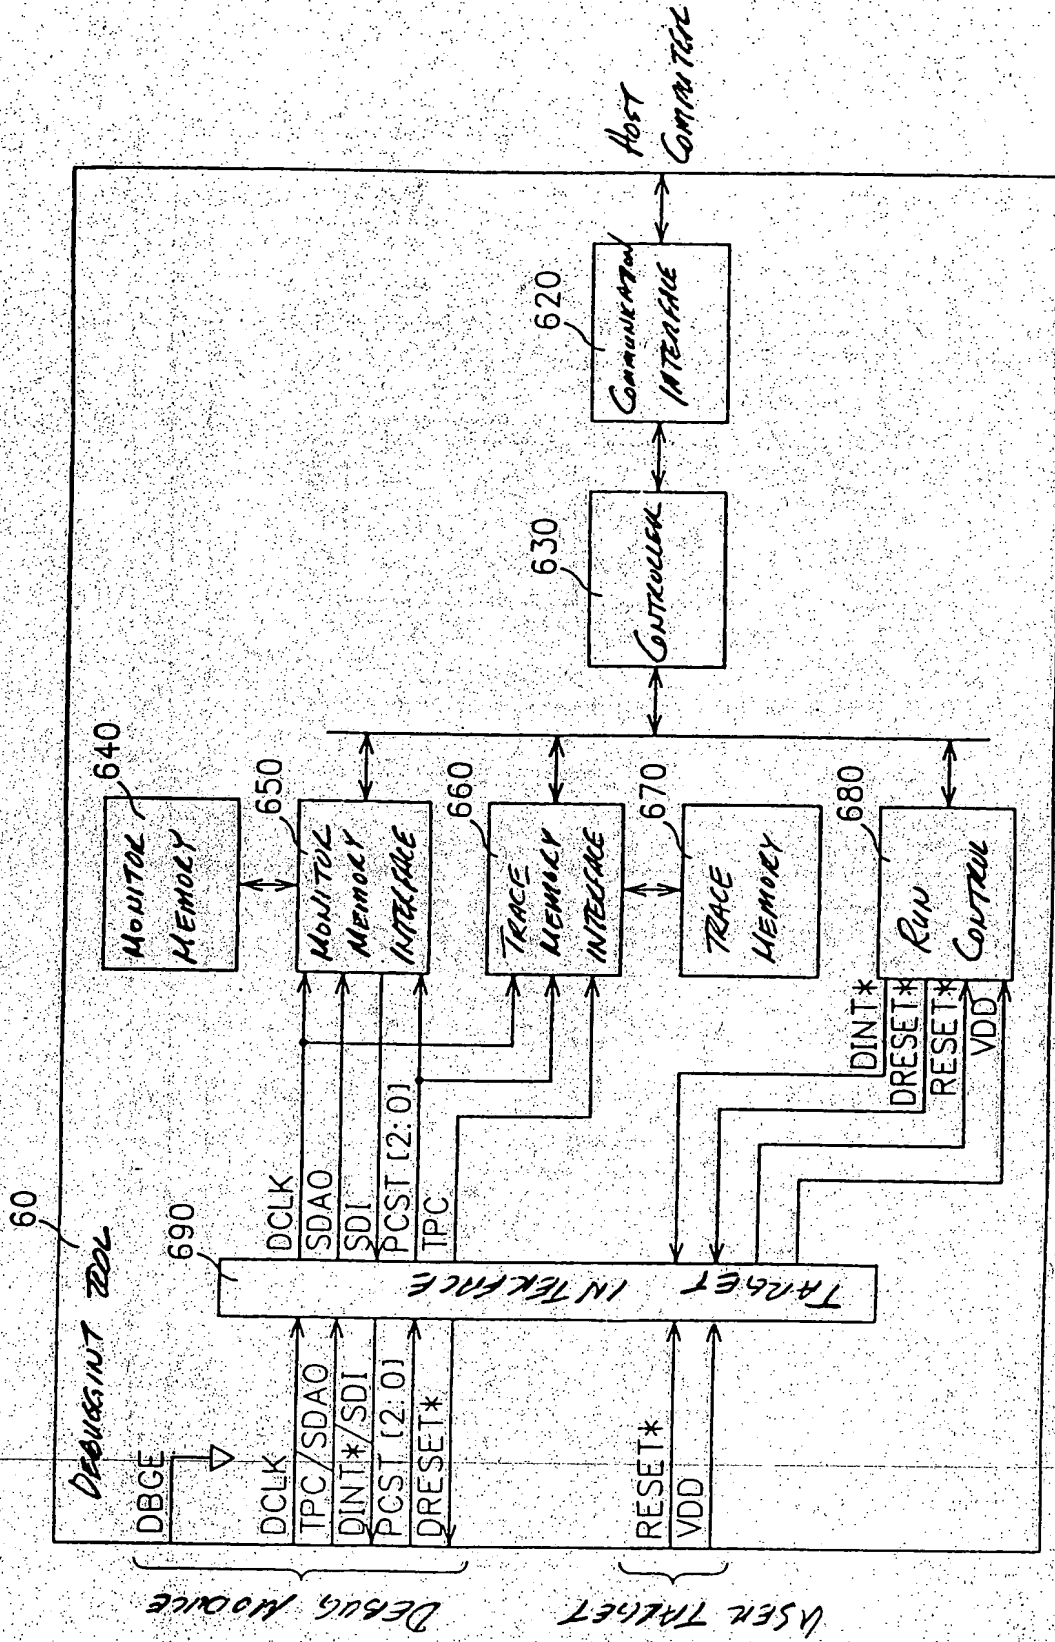 60
DEBUGGINT TOOL
DBGE
DCLK
TPC/SDAO
DINT*/SDI
PCST [2:0]
DRESET*
DEBUG MODULE
RESET*
VDD
USER TARGET
690
TARGET INTERFACE
DCLK
SDAO
SDI
PCST [2:0]
TPC
DINT*
DRESET*
RESET*
VDD
640
MONITOR
MEMORY
650
MONITOR
MEMORY
INTERFACE
660
TRACE
MEMORY
INTERFACE
670
TRACE
MEMORY
680
RUN
CONTROL
630
CONTROLLER
620
COMMUNICATION
INTERFACE
HOST
COMPUTER